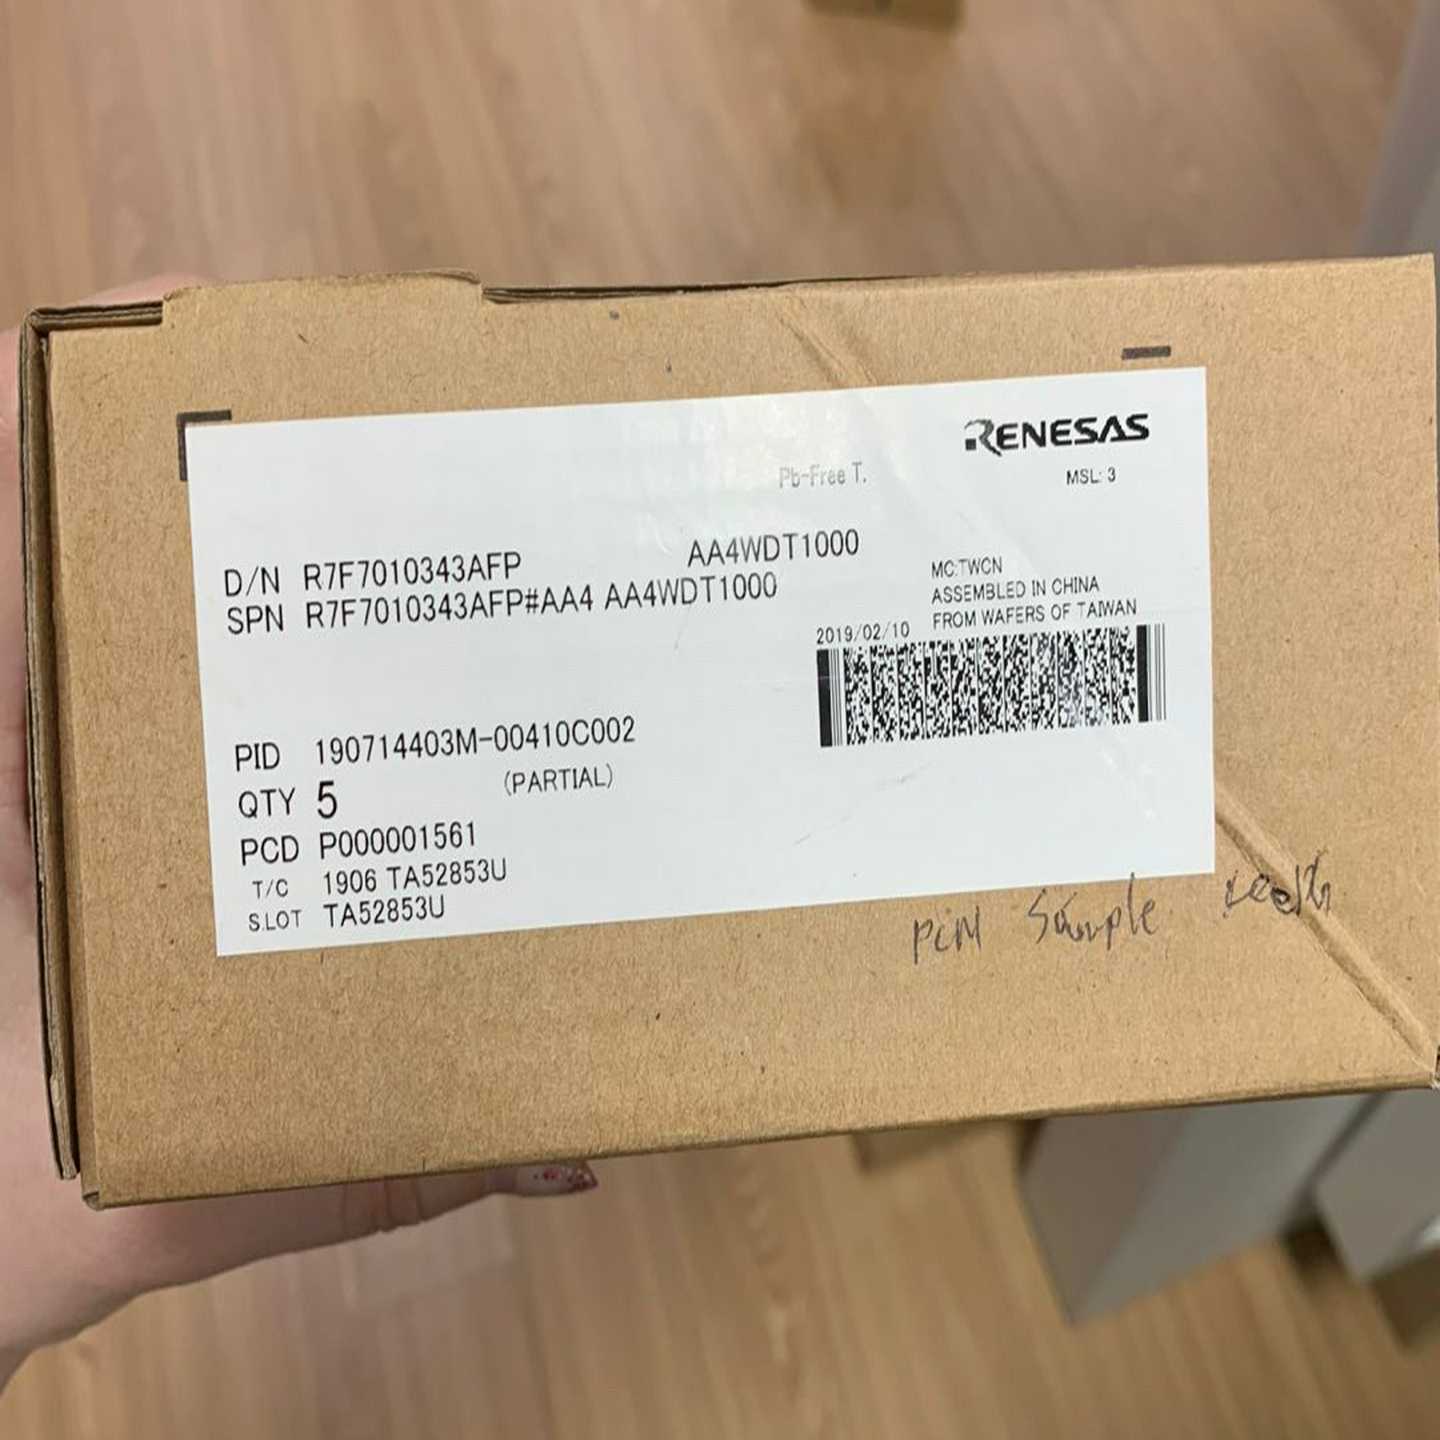 RENESAS
Pb-Free T.
MSL: 3
D/N R7F7010343AFP AA4WDT1000
SPN R7F7010343AFP#AA4 AA4WDT1000
MC:TWCN
ASSEMBLED IN CHINA
FROM WAFERS OF TAIWAN
2019/02/10
PID 190714403M-00410C002
QTY 5 (PARTIAL)
PCD P000001561
T/C 1906 TA52853U
S.LOT TA52853U
Sample